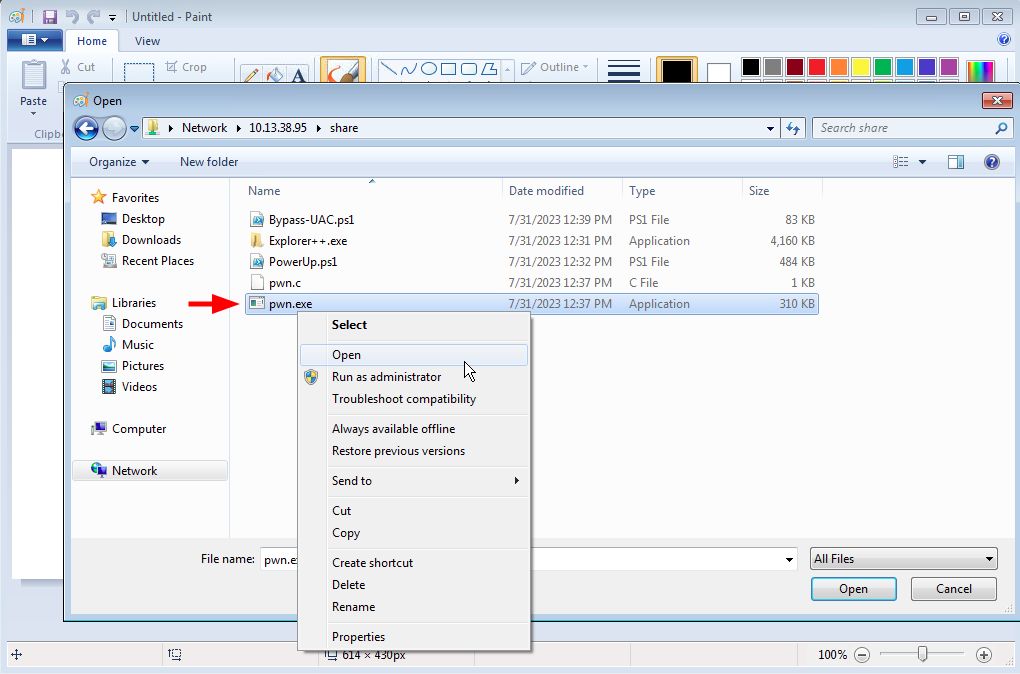 Untitled - Paint
Home View
Cut Crop A Outline
Paste
Clipb
Open
Network 10.13.38.95 share Search share
Organize New folder
Name Date modified Type Size
Favorites
Desktop
Downloads
Recent Places
Libraries
Documents
Music
Pictures
Videos
Computer
Network
Bypass-UAC.ps1 7/31/2023 12:39 PM PS1 File 83 KB
Explorer++.exe 7/31/2023 12:31 PM Application 4,160 KB
PowerUp.ps1 7/31/2023 12:32 PM PS1 File 484 KB
pwn.c 7/31/2023 12:37 PM C File 1 KB
pwn.exe 7/31/2023 12:37 PM Application 310 KB
Select
Open
Run as administrator
Troubleshoot compatibility
Always available offline
Restore previous versions
Send to
Cut
Copy
Create shortcut
Delete
Rename
Properties
File name: pwn.ex All Files
Open Cancel
614 × 430px 100%